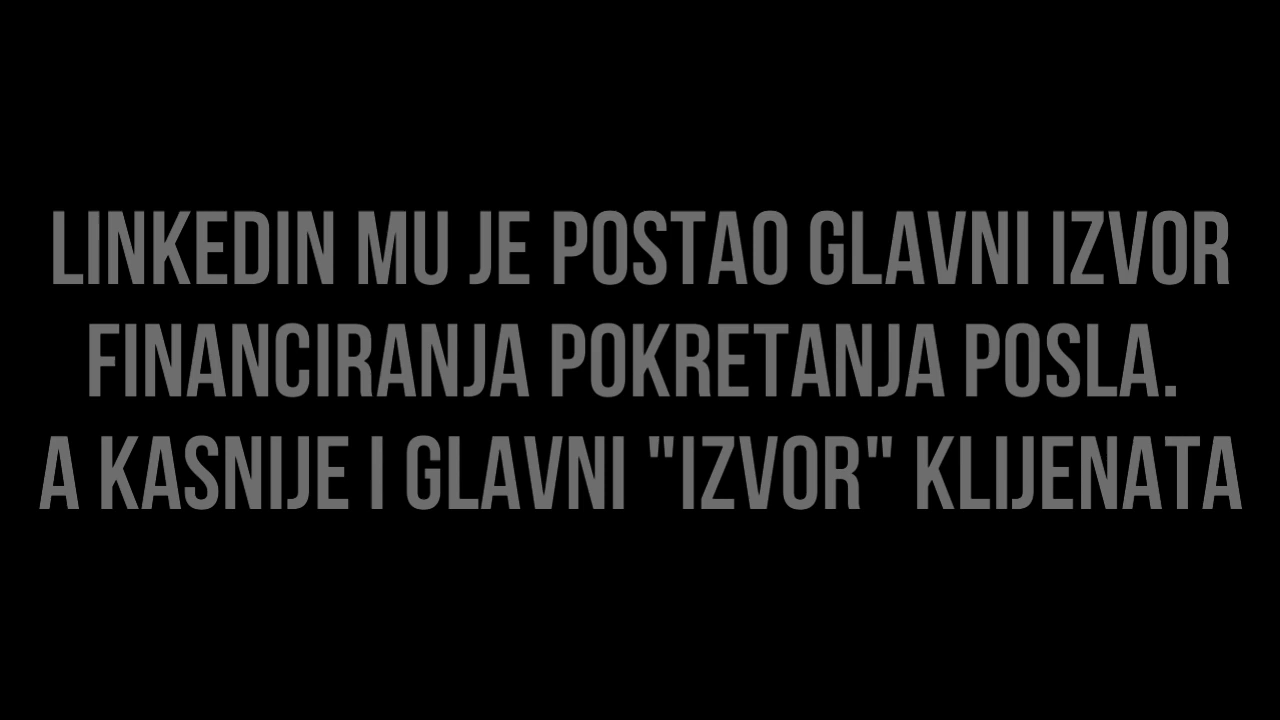 LINKEDIN MU JE POSTAO GLAVNI IZVOR
FINANCIRANJA POKRETANJA POSLA.
A KASNIJE I GLAVNI "IZVOR" KLIJENATA